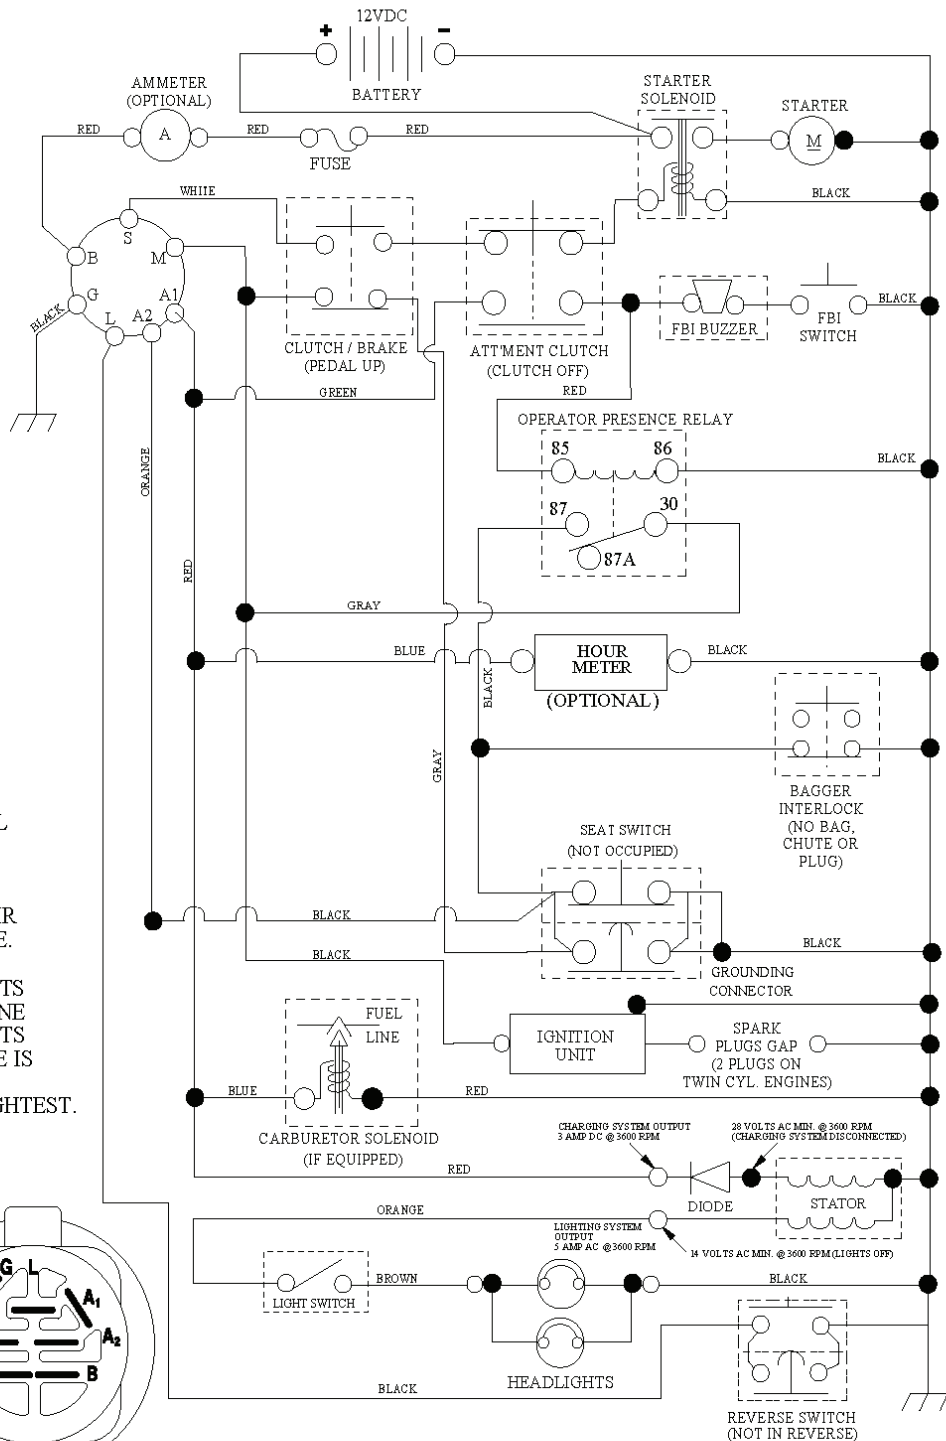 12VDC
+
-
BATTERY
AMMETER
(OPTIONAL)
A
RED
RED
RED
FUSE
STARTER
SOLENOID
STARTER
M
BLACK
WHITE
S
B
M
G
A1
L
A2
BLACK
CLUTCH / BRAKE
(PEDAL UP)
ATT'MENT CLUTCH
(CLUTCH OFF)
FBI BUZZER
FBI
SWITCH
BLACK
GREEN
RED
OPERATOR PRESENCE RELAY
85
86
BLACK
87
30
87A
ORANGE
RED
GRAY
BLUE
HOUR
METER
(OPTIONAL)
BLACK
BLACK
GRAY
BAGGER
INTERLOCK
(NO BAG,
CHUTE OR
PLUG)
SEAT SWITCH
(NOT OCCUPIED)
L
IR
E.
TS
NE
TS
E IS
GHTEST.
BLACK
BLACK
BLACK
GROUNDING
CONNECTOR
FUEL
LINE
IGNITION
UNIT
SPARK
PLUGS GAP
(2 PLUGS ON
TWIN CYL. ENGINES)
BLUE
RED
CARBURETOR SOLENOID
(IF EQUIPPED)
CHARGING SYSTEM OUTPUT
3 AMP DC @ 3600 RPM
28 VOLTS AC MIN. @ 3600 RPM
(CHARGING SYSTEM DISCONNECTED)
RED
DIODE
STATOR
ORANGE
LIGHTING SYSTEM
OUTPUT
5 AMP AC @ 3600 RPM
14 VOLTS AC MIN. @ 3600 RPM (LIGHTS OFF)
LIGHT SWITCH
BROWN
BLACK
HEADLIGHTS
BLACK
REVERSE SWITCH
(NOT IN REVERSE)
G
L
A1
A2
B